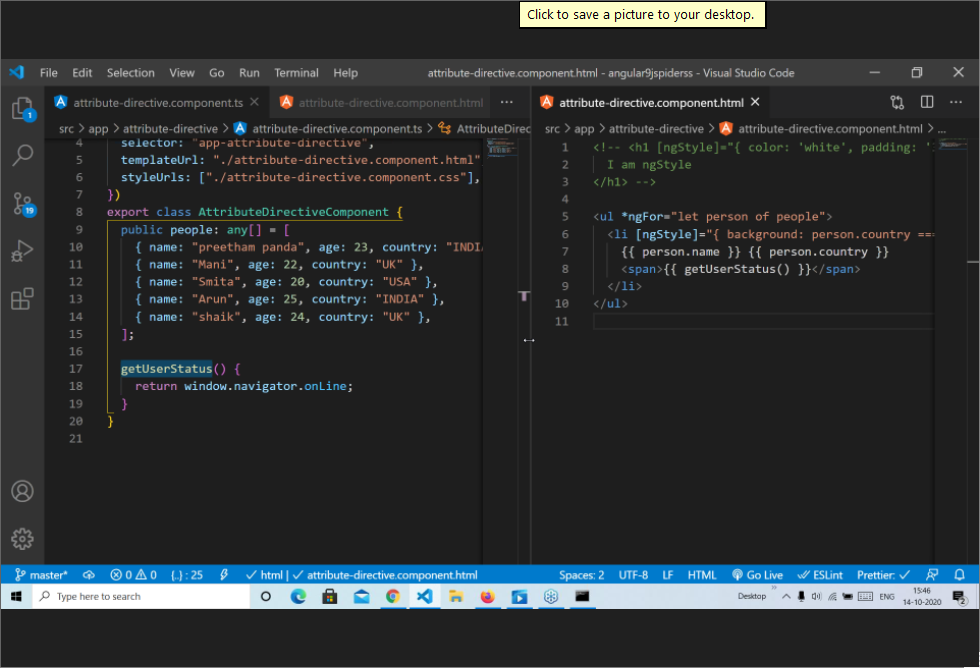 Click to save a picture to your desktop.
File Edit Selection View Go Run Terminal Help attribute-directive.component.html - angular9jspiderss - Visual Studio Code
attribute-directive.component.ts attribute-directive.component.html ···
src > app > attribute-directive > attribute-directive.component.ts > AttributeDirec
4 selector: "app-attribute-directive",
5 templateUrl: "./attribute-directive.component.html"
6 styleUrls: ["./attribute-directive.component.css"],
7 })
8 export class AttributeDirectiveComponent {
9 public people: any[] = [
10 { name: "preetham panda", age: 23, country: "INDI
11 { name: "Mani", age: 22, country: "UK" },
12 { name: "Smita", age: 20, country: "USA" },
13 { name: "Arun", age: 25, country: "INDIA" },
14 { name: "shaik", age: 24, country: "UK" },
15 ];
16
17 getUserStatus() {
18 return window.navigator.onLine;
19 }
20 }
21
attribute-directive.component.html ···
src > app > attribute-directive > attribute-directive.component.html > ...
1 <!-- <h1 [ngStyle]="{ color: 'white', padding: '
2 I am ngStyle
3 </h1> -->
4
5 <ul *ngFor="let person of people">
6 <li [ngStyle]="{ background: person.country ===
7 {{ person.name }} {{ person.country }}
8 <span>{{ getUserStatus() }}</span>
9 </li>
10 </ul>
11
1
19
master* 0 0 {..} : 25 html | attribute-directive.component.html Spaces: 2 UTF-8 LF HTML Go Live ESLint Prettier:
Type here to search Desktop ENG 15:46
14-10-2020 2